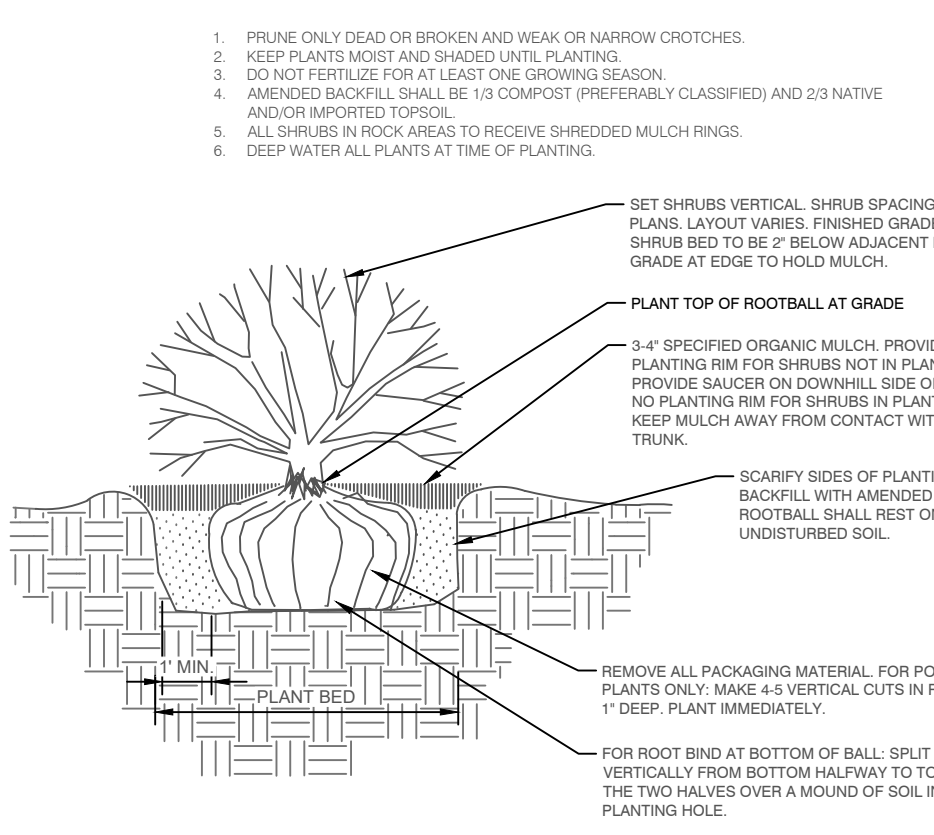 1. PRUNE ONLY DEAD OR BROKEN AND WEAK OR NARROW CROTCHES.
2. KEEP PLANTS MOIST AND SHADED UNTIL PLANTING.
3. DO NOT FERTILIZE FOR AT LEAST ONE GROWING SEASON.
4. AMENDED BACKFILL SHALL BE 1/3 COMPOST (PREFERABLY CLASSIFIED) AND 2/3 NATIVE
AND/OR IMPORTED TOPSOIL.
5. ALL SHRUBS IN ROCK AREAS TO RECEIVE SHREDDED MULCH RINGS.
6. DEEP WATER ALL PLANTS AT TIME OF PLANTING.
SET SHRUBS VERTICAL. SHRUB SPACING
PLANS. LAYOUT VARIES. FINISHED GRADE
SHRUB BED TO BE 2" BELOW ADJACENT
GRADE AT EDGE TO HOLD MULCH.
PLANT TOP OF ROOTBALL AT GRADE
3-4" SPECIFIED ORGANIC MULCH. PROVID
PLANTING RIM FOR SHRUBS NOT IN PLAN
PROVIDE SAUCER ON DOWNHILL SIDE O
NO PLANTING RIM FOR SHRUBS IN PLANT
KEEP MULCH AWAY FROM CONTACT WIT
TRUNK.
SCARIFY SIDES OF PLANTI
BACKFILL WITH AMENDED
ROOTBALL SHALL REST ON
UNDISTURBED SOIL.
1' MIN.
PLANT BED
REMOVE ALL PACKAGING MATERIAL. FOR PO
PLANTS ONLY: MAKE 4-5 VERTICAL CUTS IN
1" DEEP. PLANT IMMEDIATELY.
FOR ROOT BIND AT BOTTOM OF BALL: SPLIT
VERTICALLY FROM BOTTOM HALFWAY TO TO
THE TWO HALVES OVER A MOUND OF SOIL IN
PLANTING HOLE.